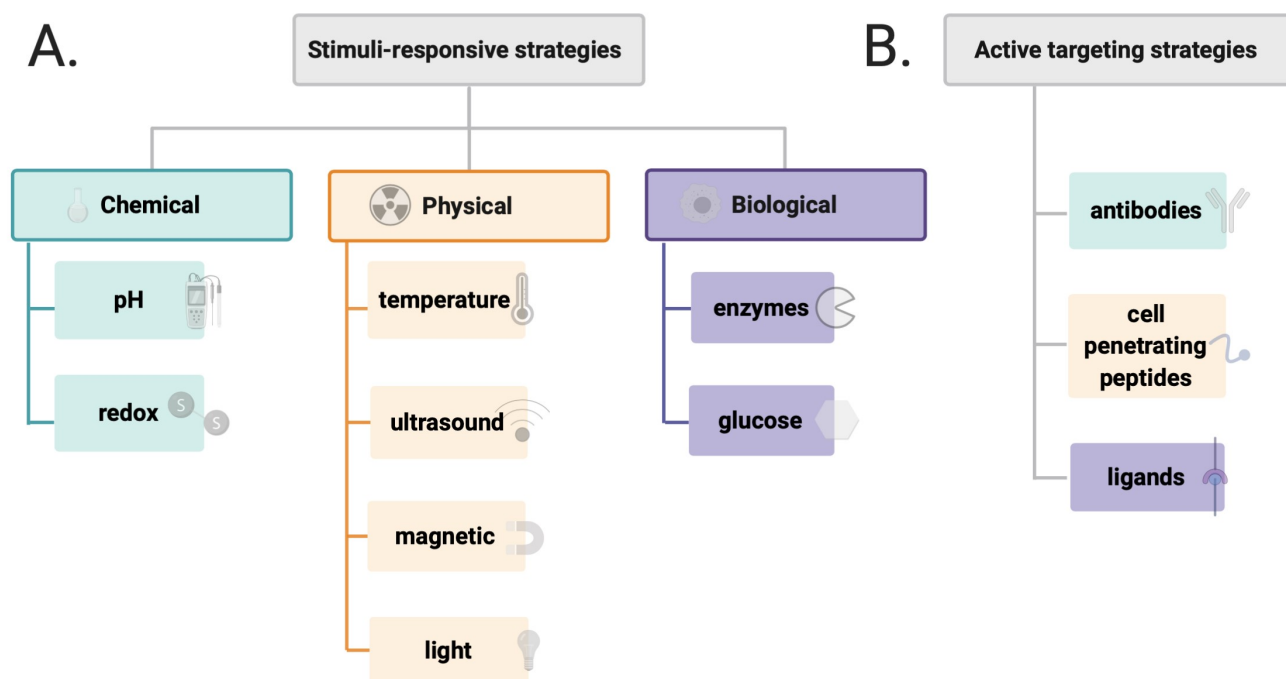 A.
Stimuli-responsive strategies
Chemical
pH
redox
S
S
Physical
temperature
ultrasound
magnetic
light
Biological
enzymes
glucose
B.
Active targeting strategies
antibodies
cell
penetrating
peptides
ligands